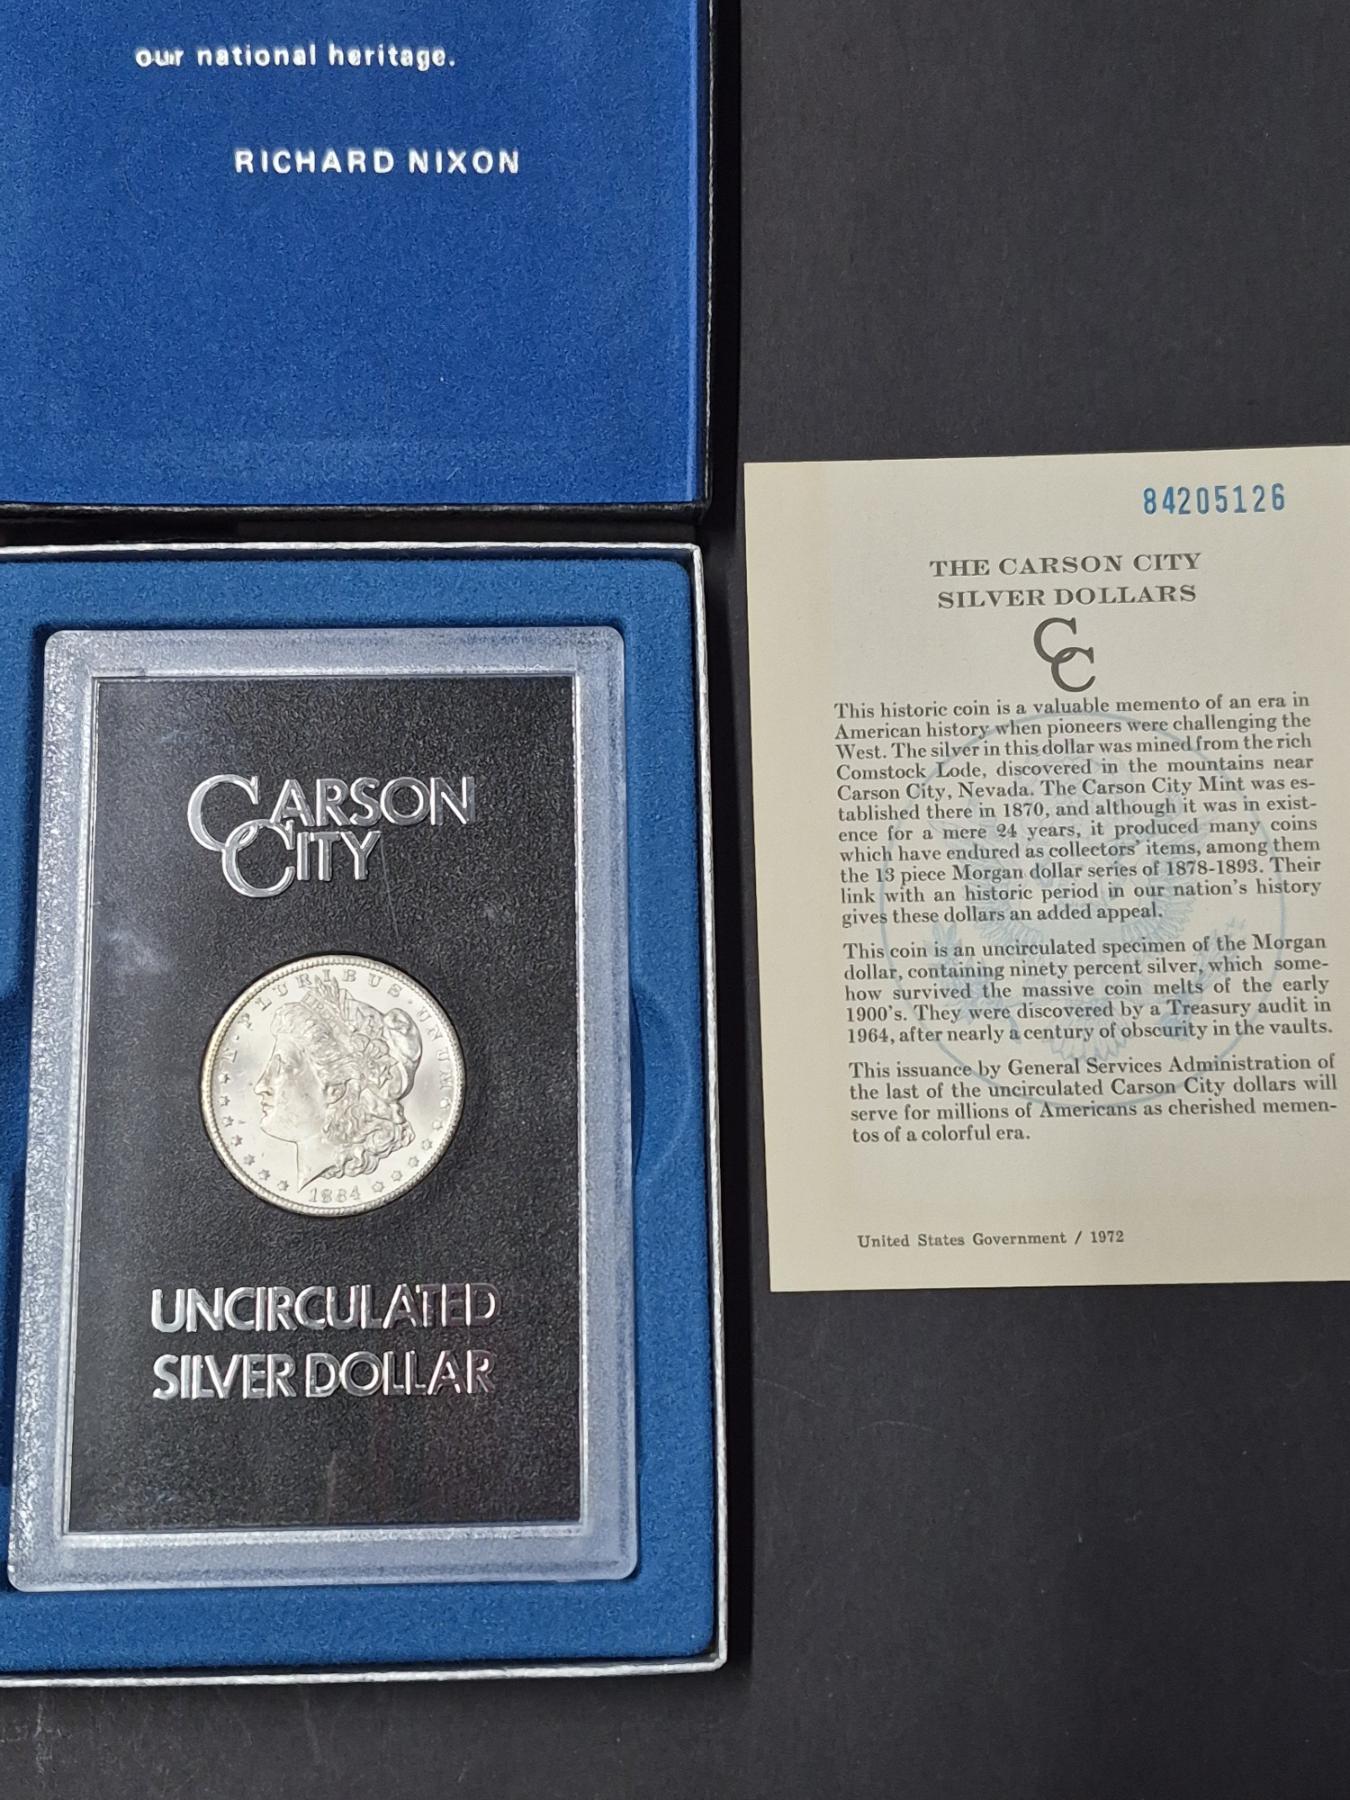 our national heritage.
RICHARD NIXON
CARSON
CITY
E·PLURIBUS·UNUM
1884
UNCIRCULATED
SILVER DOLLAR
84205126
THE CARSON CITY
SILVER DOLLARS
CC
This historic coin is a valuable memento of an era in
American history when pioneers were challenging the
West. The silver in this dollar was mined from the rich
Comstock Lode, discovered in the mountains near
Carson City, Nevada. The Carson City Mint was es-
tablished there in 1870, and although it was in exist-
ence for a mere 24 years, it produced many coins
which have endured as collectors' items, among them
the 13 piece Morgan dollar series of 1878-1893. Their
link with an historic period in our nation's history
gives these dollars an added appeal.
This coin is an uncirculated specimen of the Morgan
dollar, containing ninety percent silver, which some-
how survived the massive coin melts of the early
1900's. They were discovered by a Treasury audit in
1964, after nearly a century of obscurity in the vaults.
This issuance by General Services Administration of
the last of the uncirculated Carson City dollars will
serve for millions of Americans as cherished memen-
tos of a colorful era.
United States Government / 1972